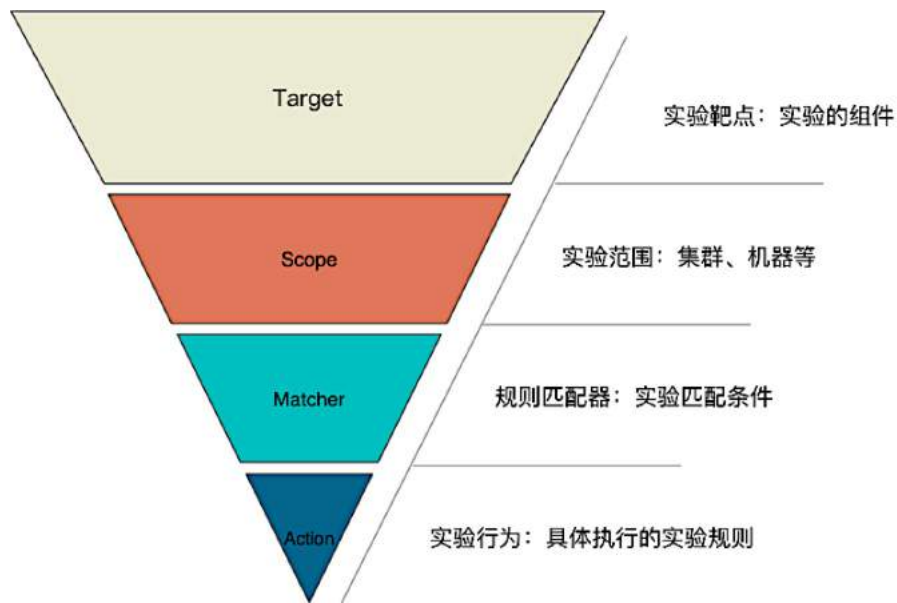 Target
实验靶点：实验的组件
Scope
实验范围：集群、机器等
Matcher
规则匹配器：实验匹配条件
Action
实验行为：具体执行的实验规则